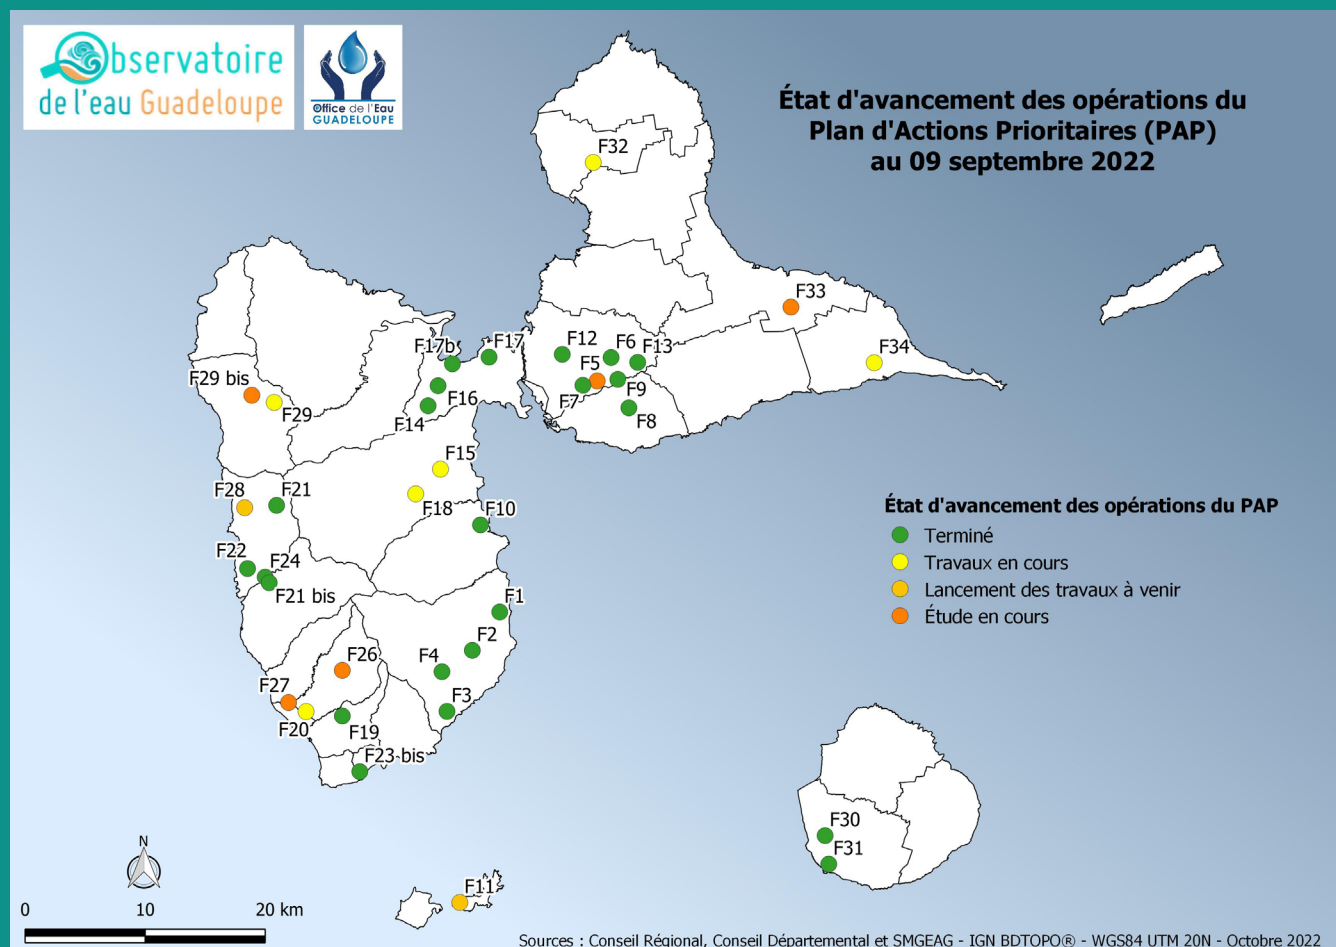 Observatoire
de l'eau Guadeloupe
Office de l'Eau
GUADELOUPE
État d'avancement des opérations du
Plan d'Actions Prioritaires (PAP)
au 09 septembre 2022
F32
F33
F34
F17b
F17
F12
F6
F13
F5
F29 bis
F29
F16
F14
F7
F9
F8
F15
F18
F28
F21
F10
F22
F24
F21 bis
F1
F2
F4
F26
F3
F27
F20
F19
F23 bis
État d'avancement des opérations du PAP
Terminé
Travaux en cours
Lancement des travaux à venir
Étude en cours
F30
F31
F11
N
0 10 20 km
Sources : Conseil Régional, Conseil Départemental et SMGEAG - IGN BDTOPO® - WGS84 UTM 20N - Octobre 2022